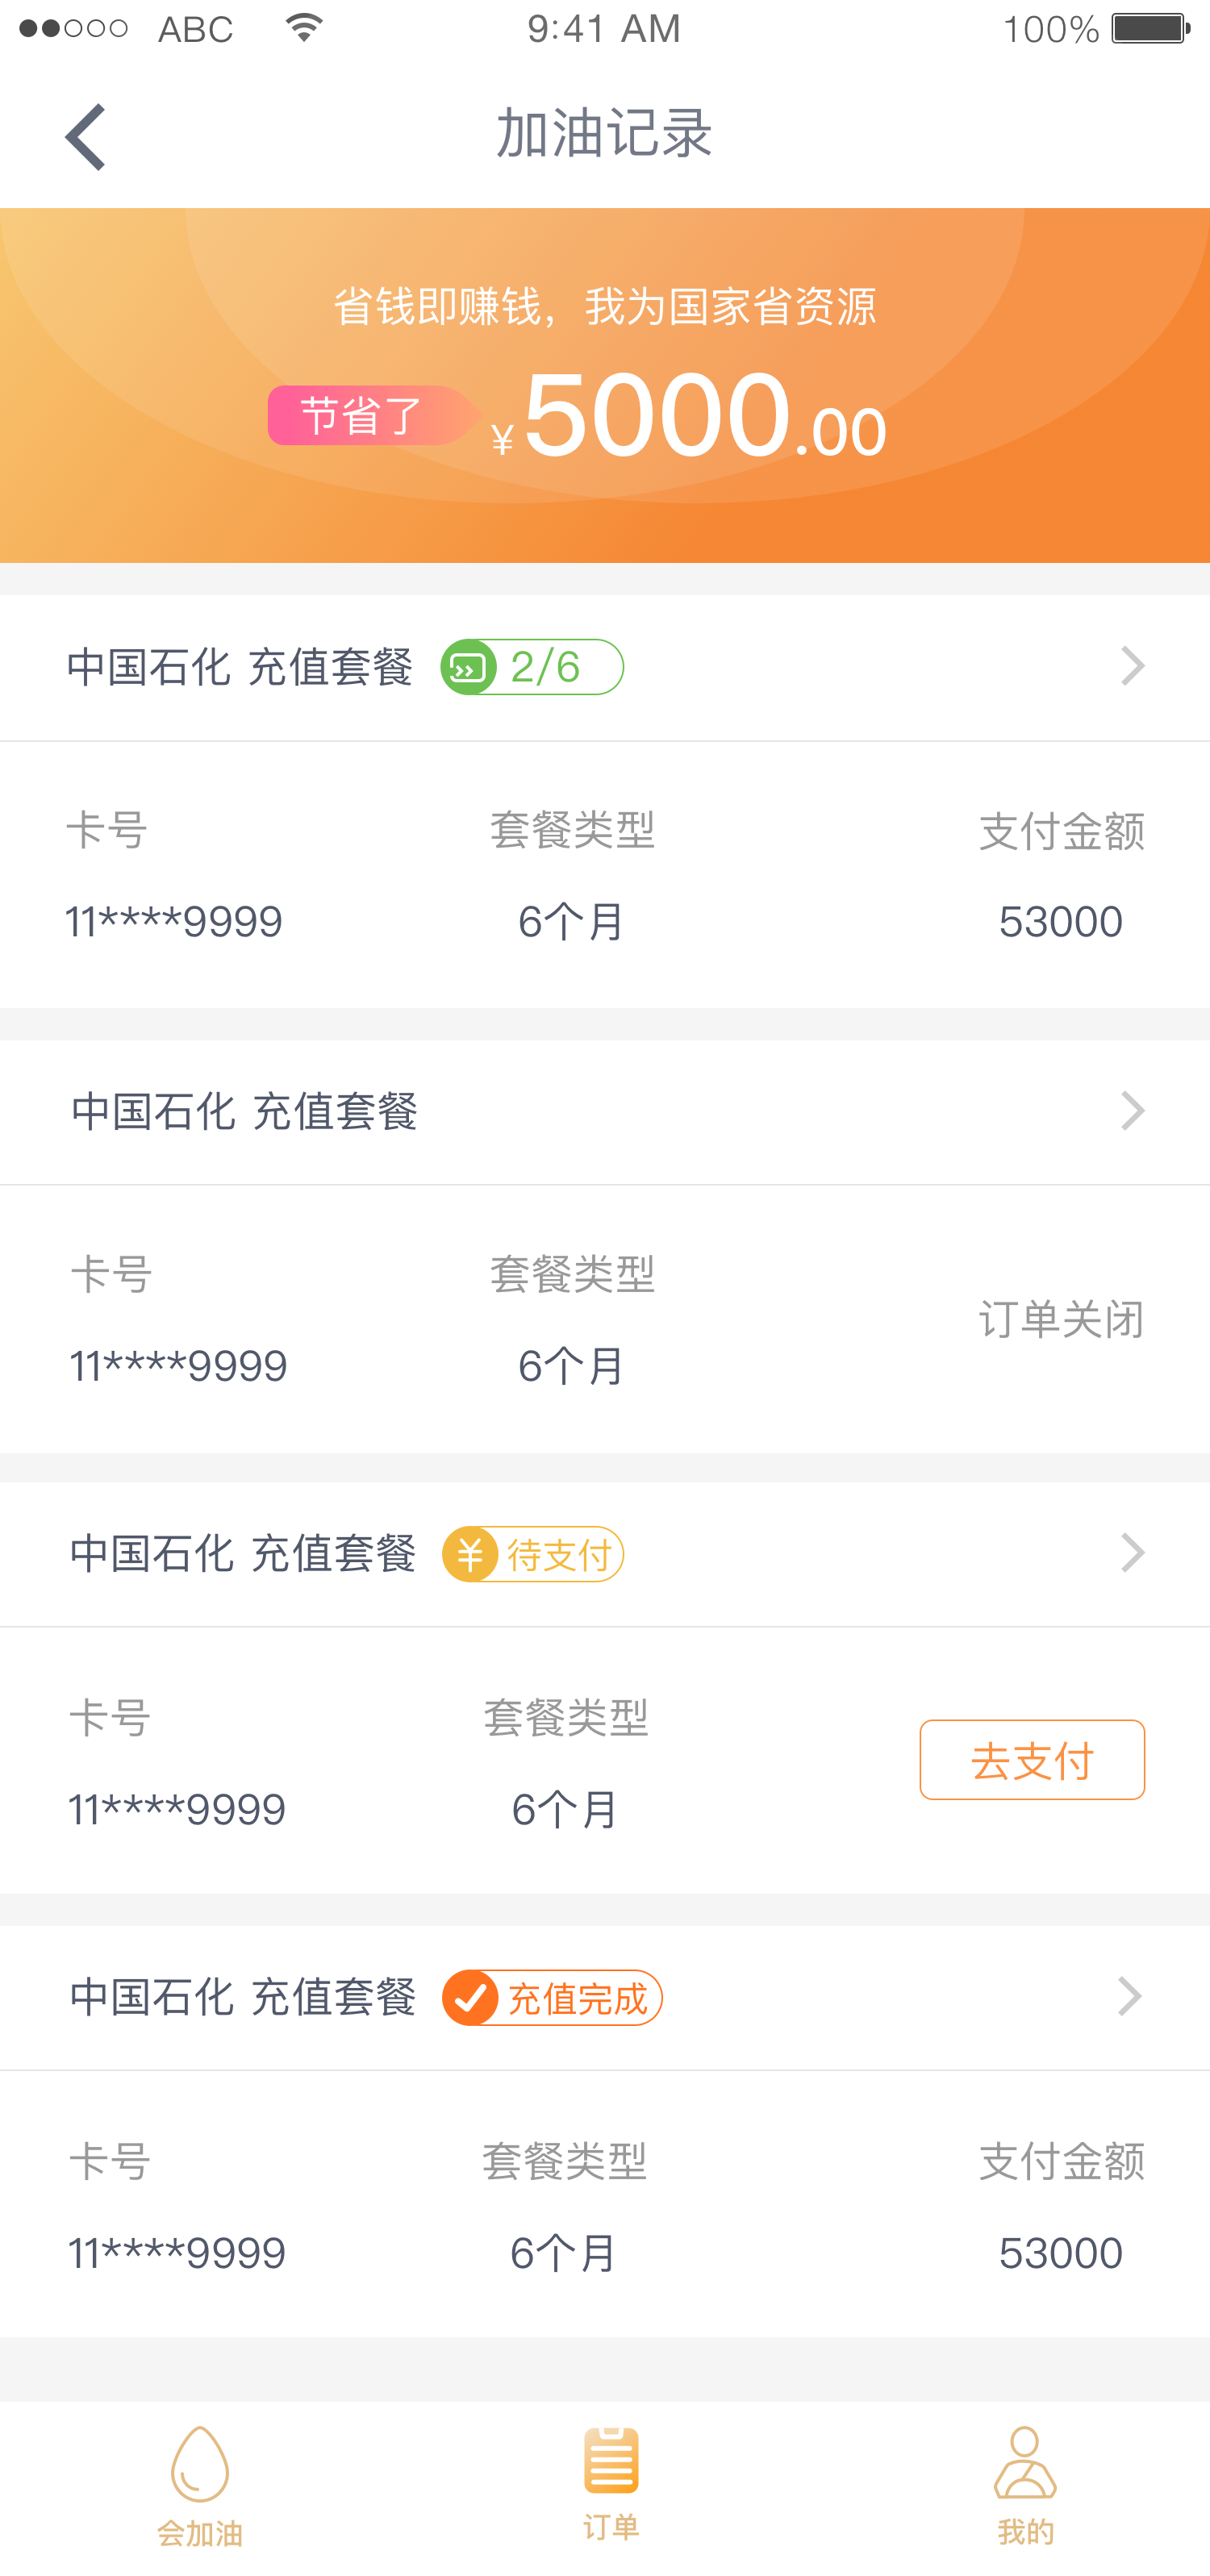 ABC 9:41 AM 100%
加油记录
省钱即赚钱，我为国家省资源
节省了 ¥5000.00
中国石化 充值套餐 2/6
卡号 套餐类型 支付金额
11****9999 6个月 53000
中国石化 充值套餐
卡号 套餐类型
订单关闭
11****9999 6个月
中国石化 充值套餐 ¥ 待支付
卡号 套餐类型
去支付
11****9999 6个月
中国石化 充值套餐 充值完成
卡号 套餐类型 支付金额
11****9999 6个月 53000
会加油 订单 我的